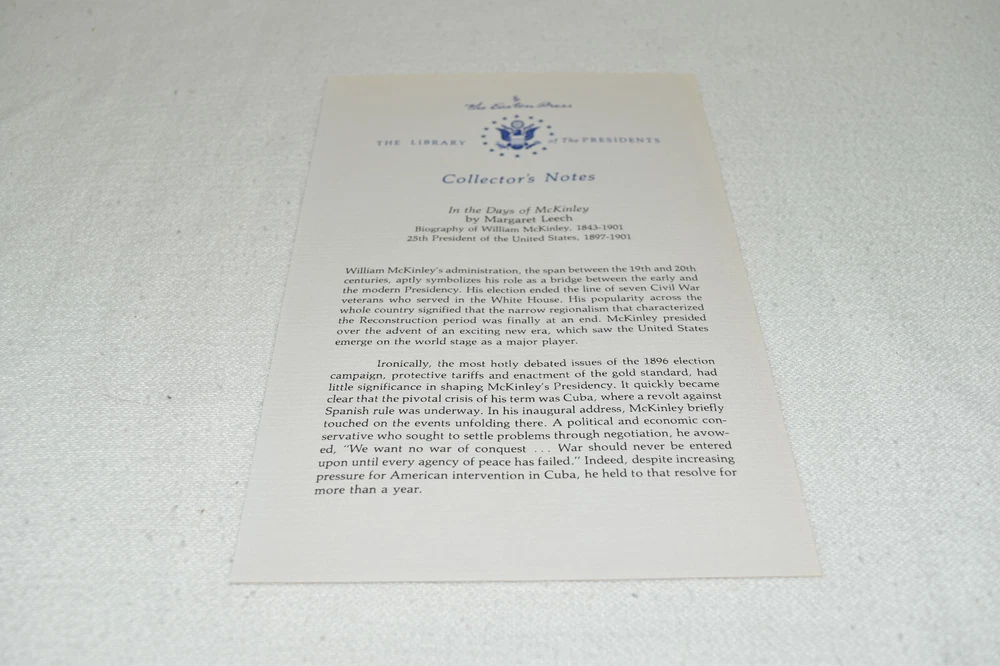 The Easton Press
THE LIBRARY of The PRESIDENTS
Collector's Notes
In the Days of McKinley
by Margaret Leech
Biography of William McKinley, 1843-1901
25th President of the United States, 1897-1901
William McKinley's administration, the span between the 19th and 20th
centuries, aptly symbolizes his role as a bridge between the early and
the modern Presidency. His election ended the line of seven Civil War
veterans who served in the White House. His popularity across the
whole country signified that the narrow regionalism that characterized
the Reconstruction period was finally at an end. McKinley presided
over the advent of an exciting new era, which saw the United States
emerge on the world stage as a major player.
Ironically, the most hotly debated issues of the 1896 election
campaign, protective tariffs and enactment of the gold standard, had
little significance in shaping McKinley's Presidency. It quickly became
clear that the pivotal crisis of his term was Cuba, where a revolt against
Spanish rule was underway. In his inaugural address, McKinley briefly
touched on the events unfolding there. A political and economic con-
servative who sought to settle problems through negotiation, he avow-
ed, "We want no war of conquest ... War should never be entered
upon until every agency of peace has failed." Indeed, despite increasing
pressure for American intervention in Cuba, he held to that resolve for
more than a year.